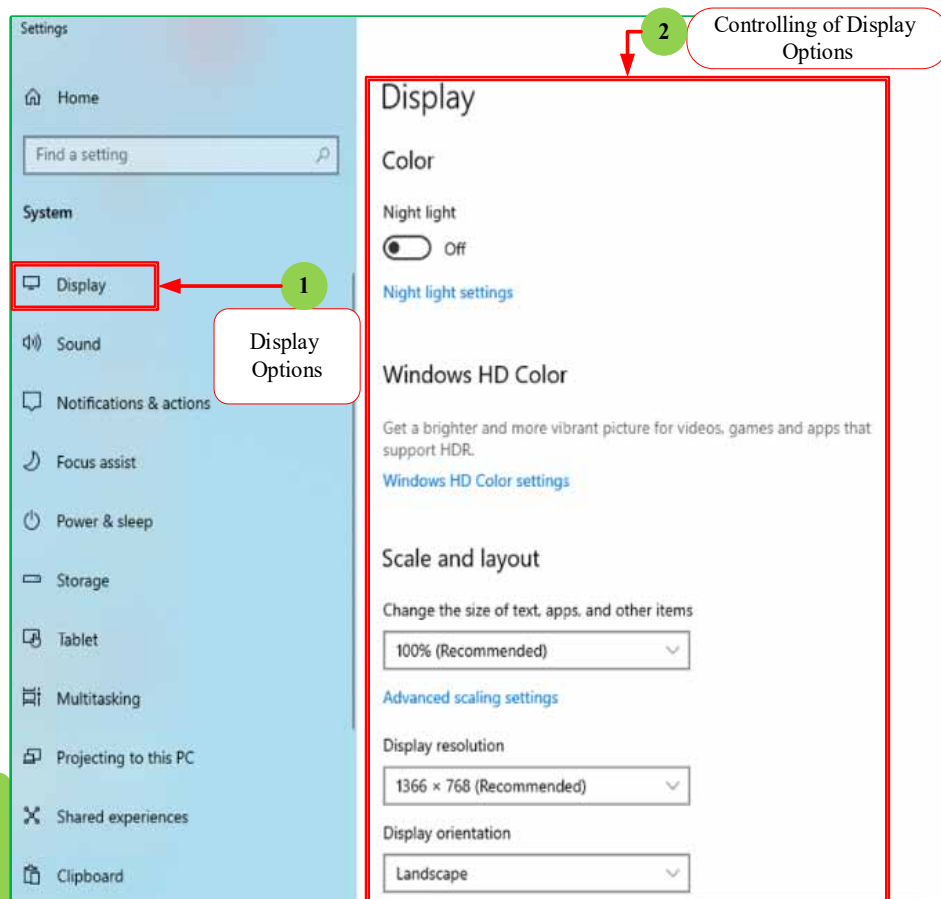 Settings
2
Controlling of Display
Options
Home
Find a setting
System
Display
1
Display
Options
Sound
Notifications & actions
Focus assist
Power & sleep
Storage
Tablet
Multitasking
Projecting to this PC
Shared experiences
Clipboard
Display
Color
Night light
Off
Night light settings
Windows HD Color
Get a brighter and more vibrant picture for videos, games and apps that
support HDR.
Windows HD Color settings
Scale and layout
Change the size of text, apps, and other items
100% (Recommended)
Advanced scaling settings
Display resolution
1366 × 768 (Recommended)
Display orientation
Landscape